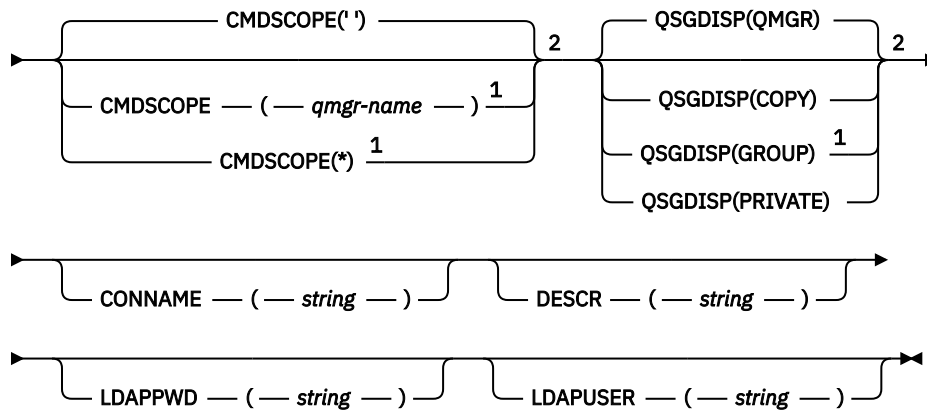 CMDSCOPE(' ')
2
CMDSCOPE ( qmgr-name ) 1
CMDSCOPE(*) 1
QSGDISP(QMGR)
2
QSGDISP(COPY)
QSGDISP(GROUP) 1
QSGDISP(PRIVATE)
CONNAME ( string ) DESCR ( string )
LDAPPWD ( string ) LDAPUSER ( string )